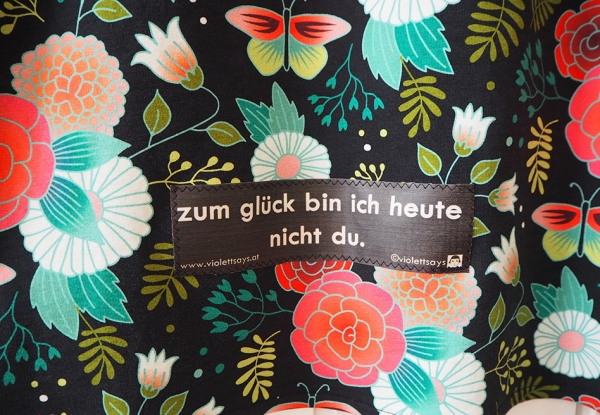 zum glück bin ich heute
nicht du.
www.violettsays.at ©violettsays